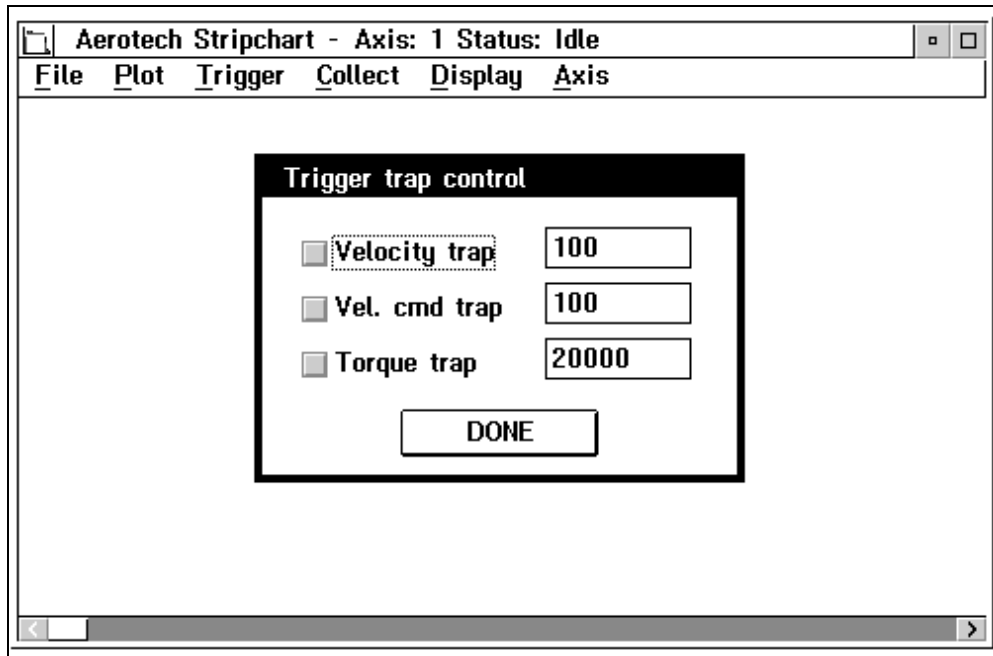 Aerotech Stripchart - Axis: 1 Status: Idle
File Plot Trigger Collect Display Axis
Trigger trap control
Velocity trap 100
Vel. cmd trap 100
Torque trap 20000
DONE